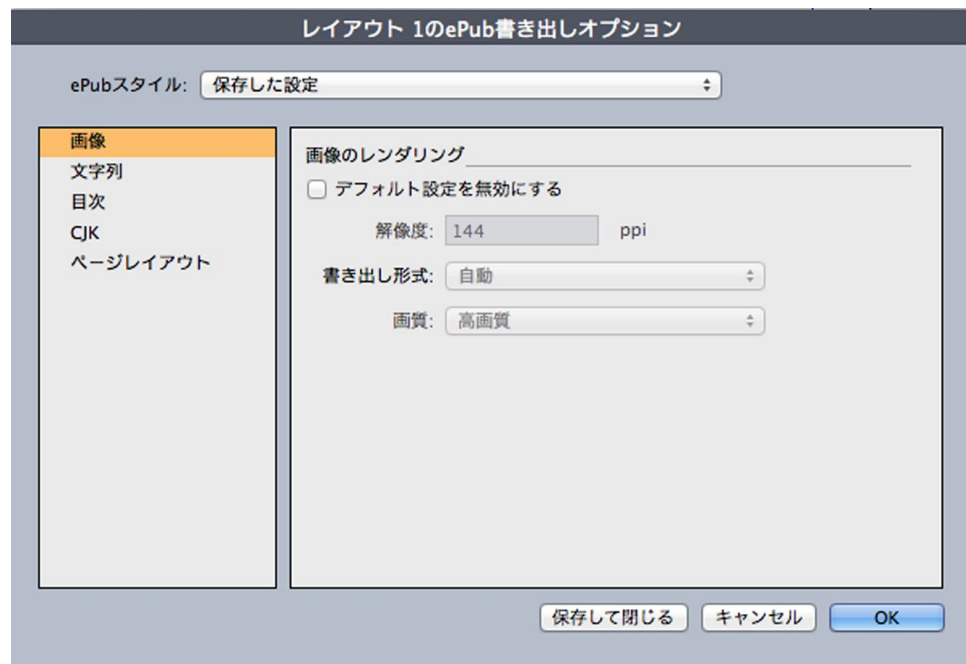 レイアウト 1のePub書き出しオプション
ePubスタイル: 保存した設定
画像
文字列
目次
CJK
ページレイアウト
画像のレンダリング
デフォルト設定を無効にする
解像度: 144 ppi
書き出し形式: 自動
画質: 高画質
保存して閉じる キャンセル OK